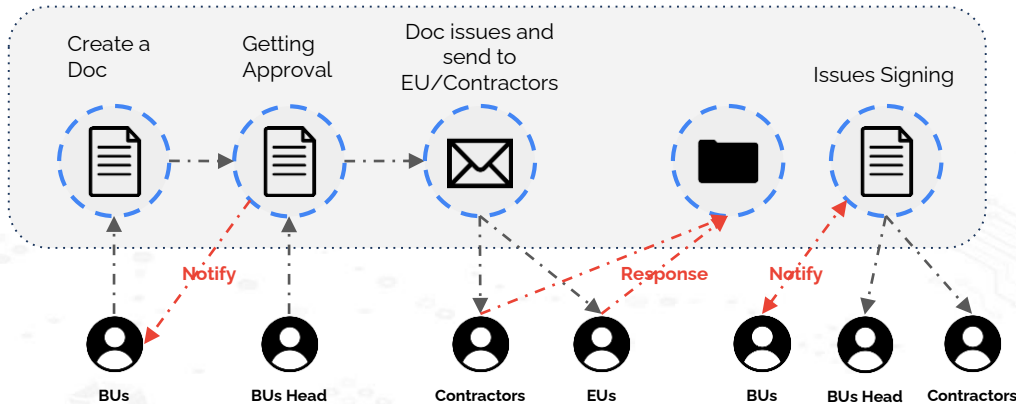 Create a
Doc
Getting
Approval
Doc issues and
send to
EU/Contractors
Issues Signing
Notify
Response
Notify
BUs
BUs Head
Contractors
EUs
BUs
BUs Head
Contractors